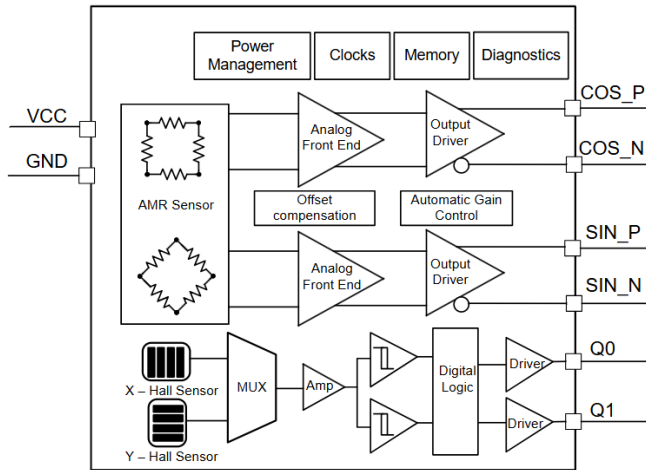 Power
Management
Clocks
Memory
Diagnostics
COS_P
VCC
Analog
Front End
Output
Driver
COS_N
GND
AMR Sensor
Offset
compensation
Automatic Gain
Control
SIN_P
Analog
Front End
Output
Driver
SIN_N
Q0
MUX
Amp
Digital
Logic
Driver
X – Hall Sensor
Q1
Driver
Y – Hall Sensor